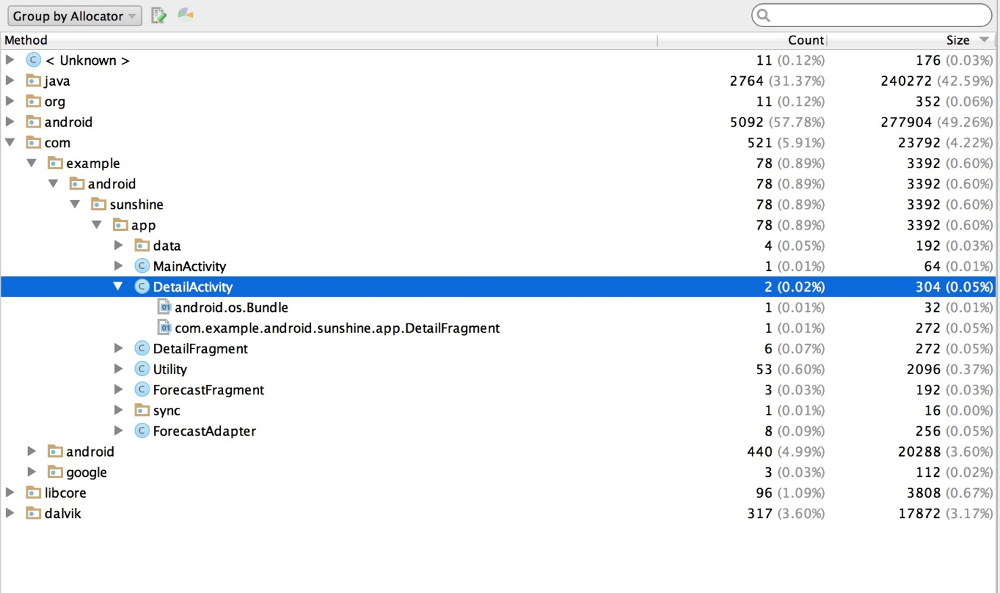 Group by Allocator
Method Count Size
C < Unknown > 11 (0.12%) 176 (0.03%)
java 2764 (31.37%) 240272 (42.59%)
org 11 (0.12%) 352 (0.06%)
android 5092 (57.78%) 277904 (49.26%)
com 521 (5.91%) 23792 (4.22%)
example 78 (0.89%) 3392 (0.60%)
android 78 (0.89%) 3392 (0.60%)
sunshine 78 (0.89%) 3392 (0.60%)
app 78 (0.89%) 3392 (0.60%)
data 4 (0.05%) 192 (0.03%)
C MainActivity 1 (0.01%) 64 (0.01%)
C DetailActivity 2 (0.02%) 304 (0.05%)
01 android.os.Bundle 1 (0.01%) 32 (0.01%)
01 com.example.android.sunshine.app.DetailFragment 1 (0.01%) 272 (0.05%)
C DetailFragment 6 (0.07%) 272 (0.05%)
C Utility 53 (0.60%) 2096 (0.37%)
C ForecastFragment 3 (0.03%) 192 (0.03%)
sync 1 (0.01%) 16 (0.00%)
C ForecastAdapter 8 (0.09%) 256 (0.05%)
android 440 (4.99%) 20288 (3.60%)
google 3 (0.03%) 112 (0.02%)
libcore 96 (1.09%) 3808 (0.67%)
dalvik 317 (3.60%) 17872 (3.17%)